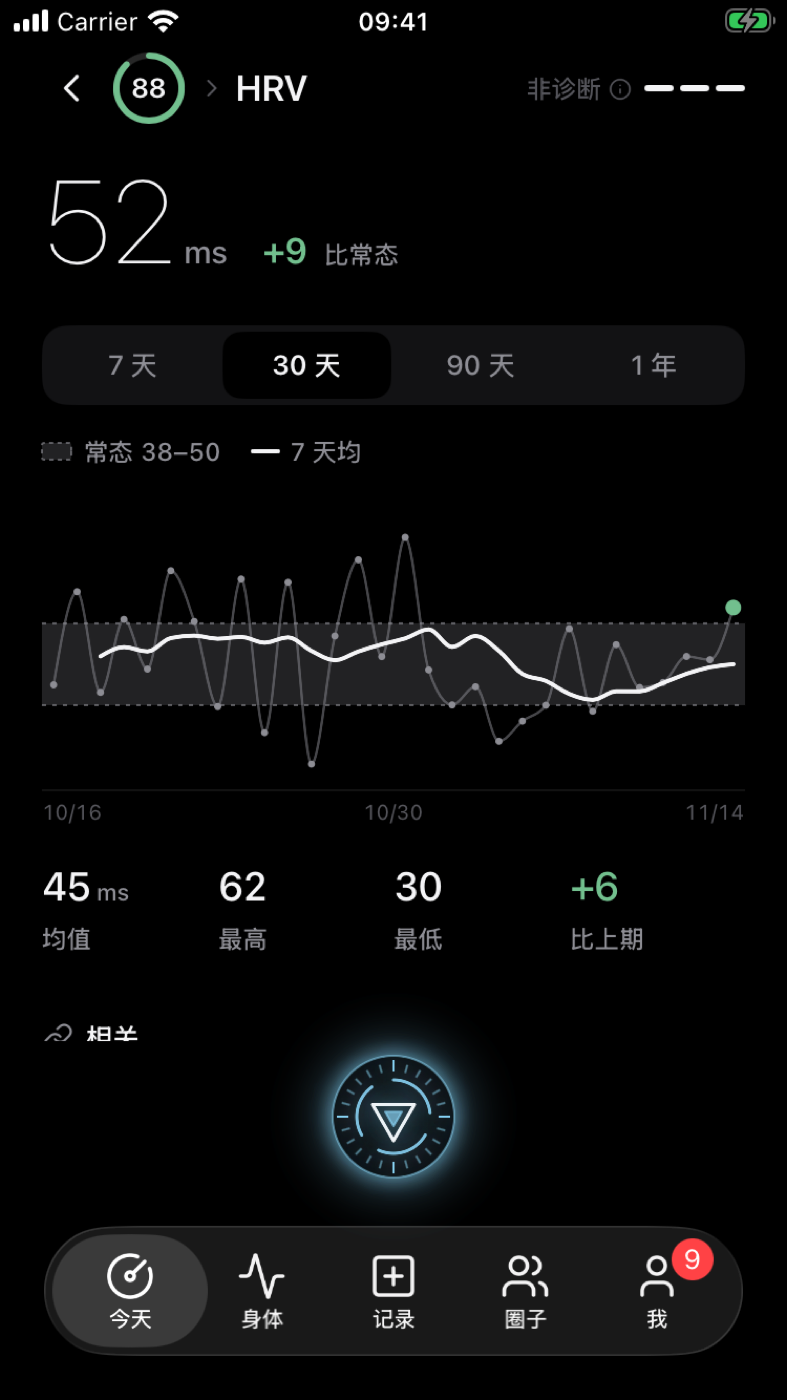 Carrier 09:41
88 HRV 非诊断
52 ms +9 比常态
7 天 30 天 90 天 1 年
常态 38–50 7 天均
10/16 10/30 11/14
45 ms 62 30 +6
均值 最高 最低 比上期
相关
今天 身体 记录 圈子 我 9